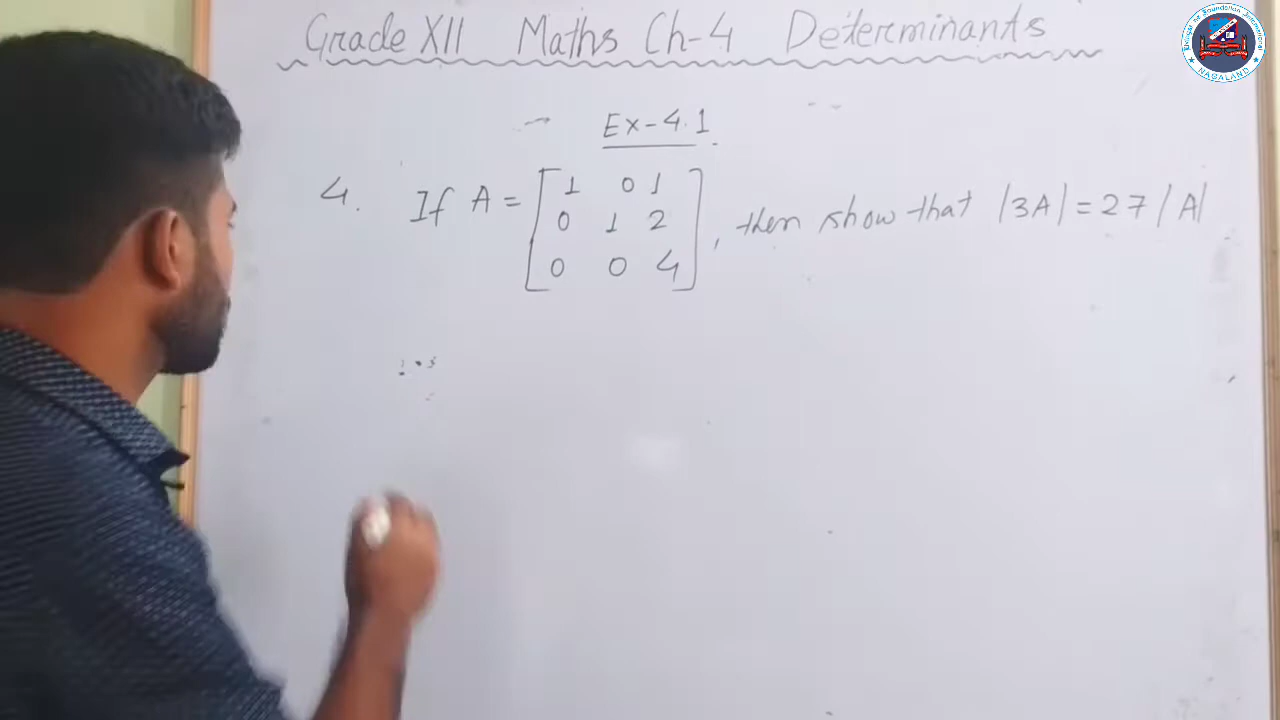 Grade XII Maths Ch-4 Determinants
Ex-4.1
4. If A = [1 0 1
0 1 2
0 0 4], then show that |3A| = 27|A|
NAGALAND